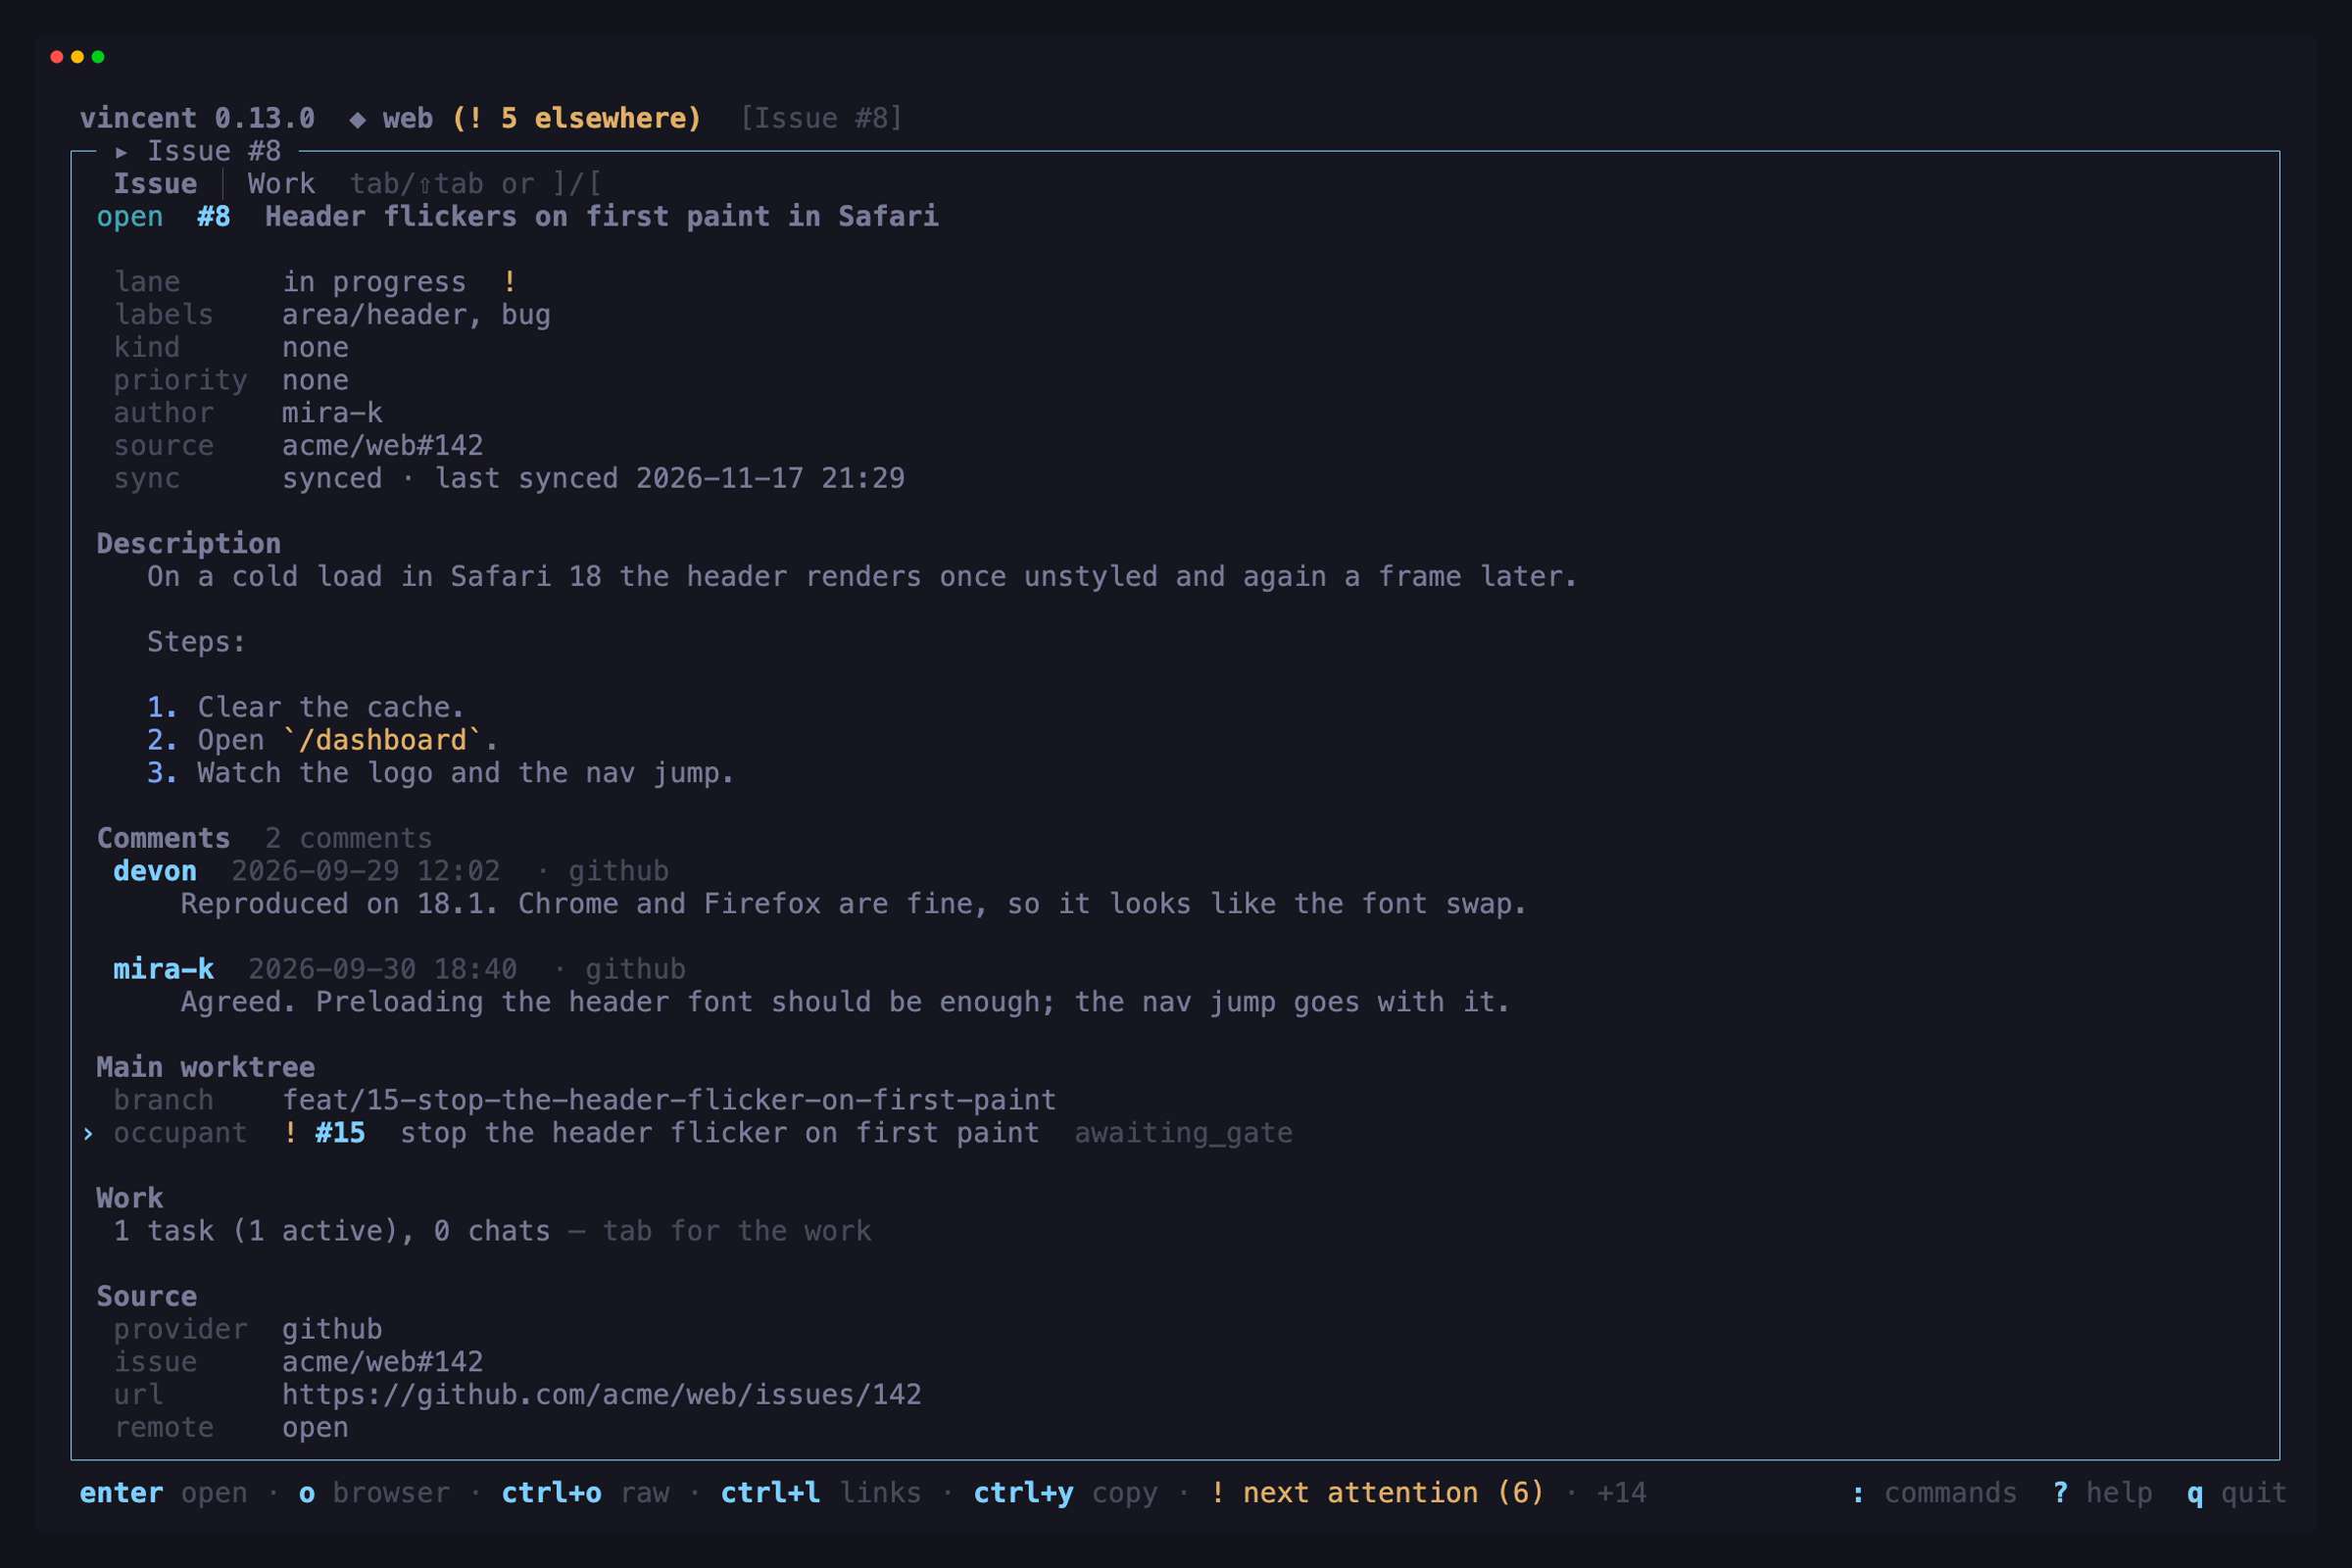 vincent 0.13.0  ◆ web (! 5 elsewhere)  [Issue #8]
▸ Issue #8
Issue │ Work  tab/⇧tab or ]/[
open  #8  Header flickers on first paint in Safari
lane      in progress  !
labels    area/header, bug
kind      none
priority  none
author    mira-k
source    acme/web#142
sync      synced · last synced 2026-11-17 21:29
Description
On a cold load in Safari 18 the header renders once unstyled and again a frame later.
Steps:
1. Clear the cache.
2. Open `/dashboard`.
3. Watch the logo and the nav jump.
Comments  2 comments
devon  2026-09-29 12:02  · github
Reproduced on 18.1. Chrome and Firefox are fine, so it looks like the font swap.
mira-k  2026-09-30 18:40  · github
Agreed. Preloading the header font should be enough; the nav jump goes with it.
Main worktree
branch    feat/15-stop-the-header-flicker-on-first-paint
› occupant  ! #15  stop the header flicker on first paint  awaiting_gate
Work
1 task (1 active), 0 chats — tab for the work
Source
provider  github
issue     acme/web#142
url       https://github.com/acme/web/issues/142
remote    open
enter open · o browser · ctrl+o raw · ctrl+l links · ctrl+y copy · ! next attention (6) · +14  : commands  ? help  q quit